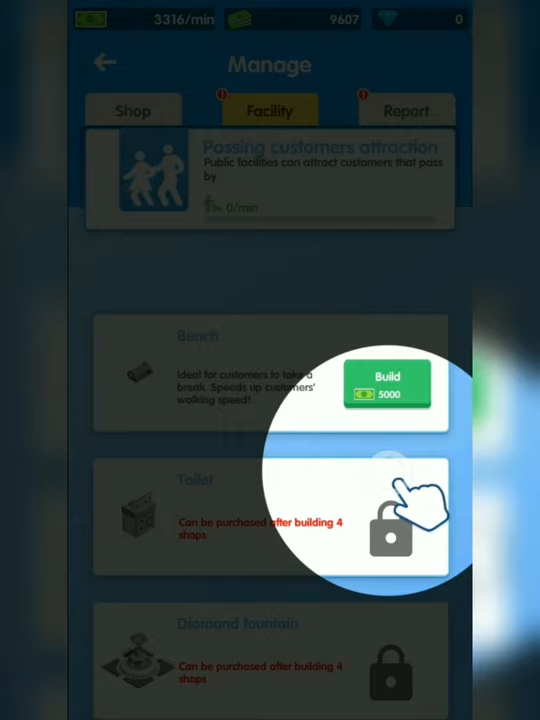 3316/min
9607
0
Manage
Shop
Facility
Report
Passing customers attraction
Public facilities can attract customers that pass
by
0/min
Bench
Ideal for customers to take a
break. Speeds up customers'
walking speed!
Build
5000
Toilet
Can be purchased after building 4
shops
Diamond fountain
Can be purchased after building 4
shops